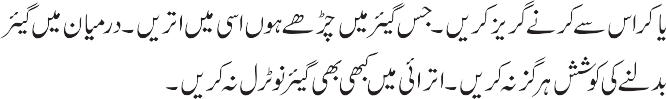 یا کراس سے کرنے گریز کریں ۔ جس گیئر میں چڑھے ہوں اسی میں اتریں ۔ درمیان میں گیئر
بدلنے کی کوشش ہرگز نہ کریں ۔ اترائی میں کبھی بھی گیئر نوٹرل نہ کریں ۔